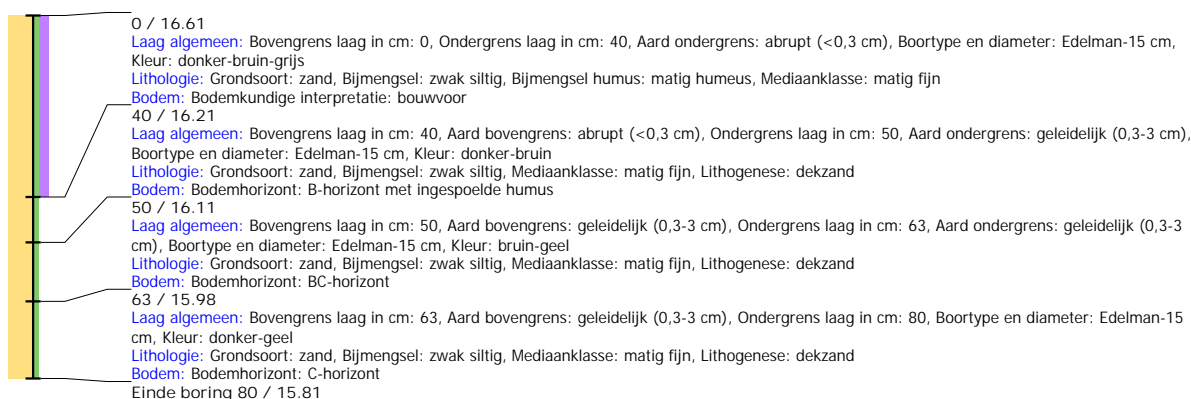 0 / 16.61
Laag algemeen: Bovengrens laag in cm: 0, Ondergrens laag in cm: 40, Aard ondergrens: abrupt (<0,3 cm), Boortype en diameter: Edelman-15 cm,
Kleur: donker-bruin-grijs
Lithologie: Grondsoort: zand, Bijmengsel: zwak siltig, Bijmengsel humus: matig humeus, Mediaanklasse: matig fijn
Bodem: Bodemkundige interpretatie: bouwvoor
40 / 16.21
Laag algemeen: Bovengrens laag in cm: 40, Aard bovengrens: abrupt (<0,3 cm), Ondergrens laag in cm: 50, Aard ondergrens: geleidelijk (0,3-3 cm),
Boortype en diameter: Edelman-15 cm, Kleur: donker-bruin
Lithologie: Grondsoort: zand, Bijmengsel: zwak siltig, Mediaanklasse: matig fijn, Lithogenese: dekzand
Bodem: Bodemhorizont: B-horizont met ingespoelde humus
50 / 16.11
Laag algemeen: Bovengrens laag in cm: 50, Aard bovengrens: geleidelijk (0,3-3 cm), Ondergrens laag in cm: 63, Aard ondergrens: geleidelijk (0,3-3
cm), Boortype en diameter: Edelman-15 cm, Kleur: bruin-geel
Lithologie: Grondsoort: zand, Bijmengsel: zwak siltig, Mediaanklasse: matig fijn, Lithogenese: dekzand
Bodem: Bodemhorizont: BC-horizont
63 / 15.98
Laag algemeen: Bovengrens laag in cm: 63, Aard bovengrens: geleidelijk (0,3-3 cm), Ondergrens laag in cm: 80, Boortype en diameter: Edelman-15
cm, Kleur: donker-geel
Lithologie: Grondsoort: zand, Bijmengsel: zwak siltig, Mediaanklasse: matig fijn, Lithogenese: dekzand
Bodem: Bodemhorizont: C-horizont
Einde boring 80 / 15.81